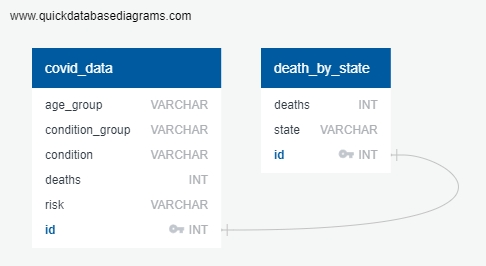 www.quickdatabasediagrams.com
covid_data
age_group VARCHAR
condition_group VARCHAR
condition VARCHAR
deaths INT
risk VARCHAR
id INT
death_by_state
deaths INT
state VARCHAR
id INT